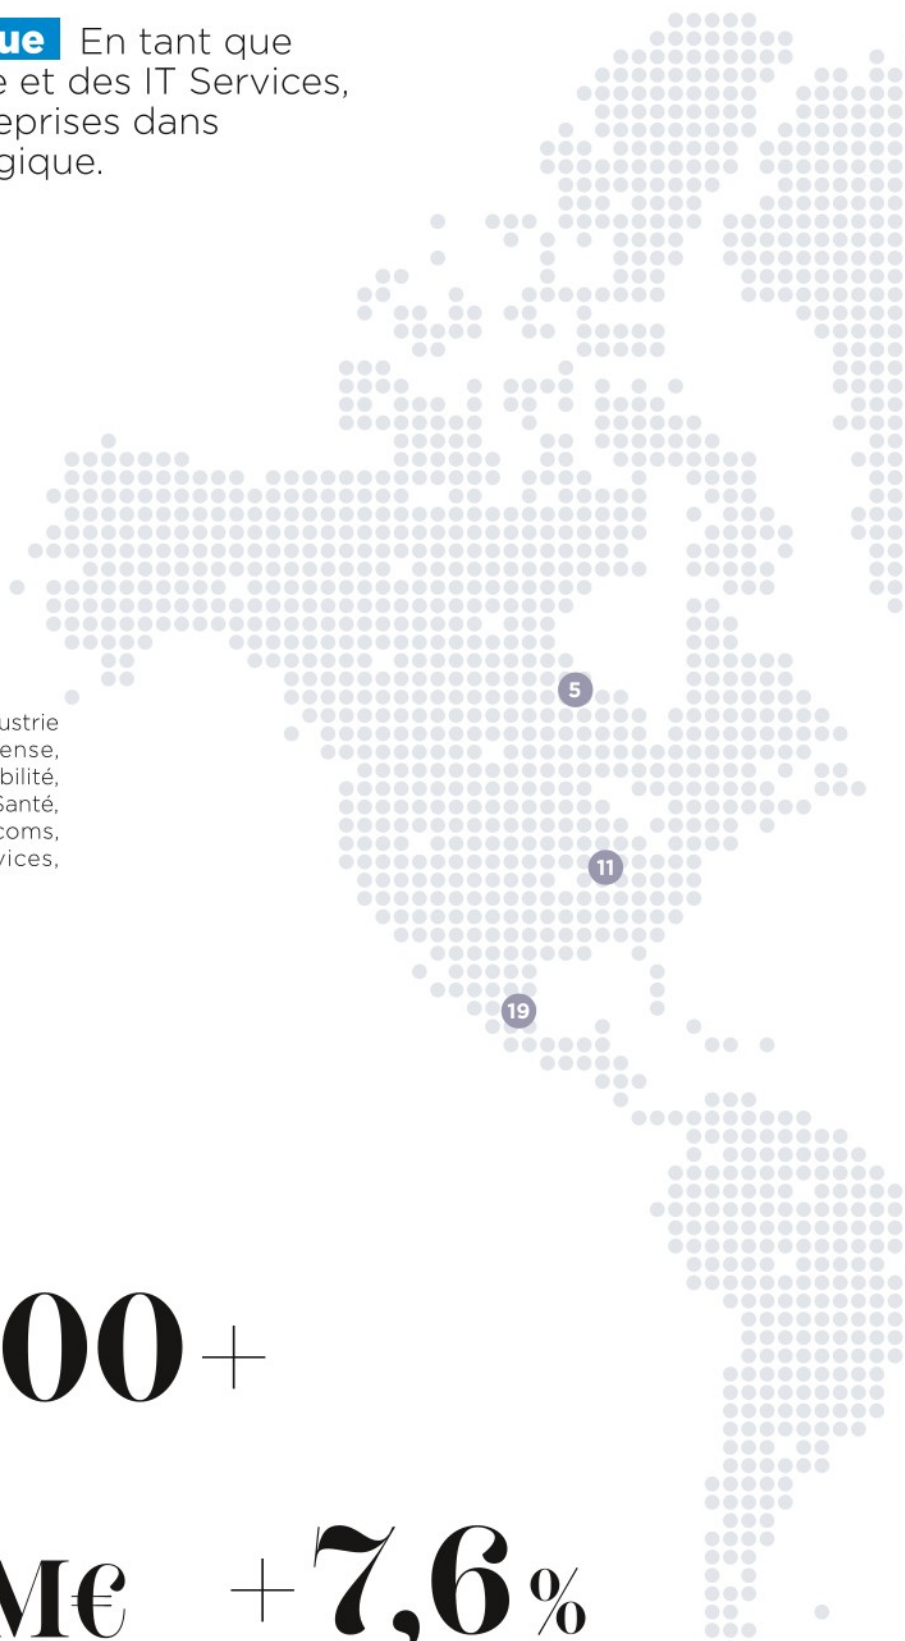 ue En tant que
e et des IT Services,
eprises dans
gique.
5
ustrie
ense,
bilité,
Santé,
coms,
vices,
11
19
00+
M€ +7,6%